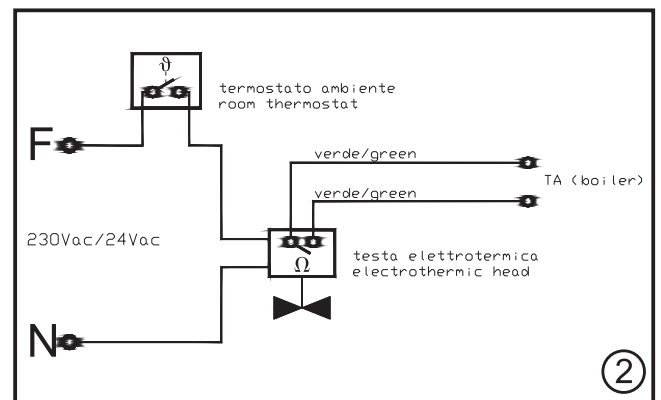 ϑ
termostato ambiente
room thermostat
F
verde/green
TA (boiler)
verde/green
230Vac/24Vac
testa elettrotermica
electrothermic head
Ω
N
2